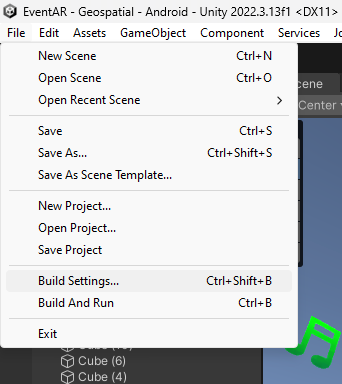 EventAR - Geospatial - Android - Unity 2022.3.13f1 <DX11>
File Edit Assets GameObject Component Services
New Scene Ctrl+N
cene
Open Scene Ctrl+O
Open Recent Scene
Center
Save Ctrl+S
Save As... Ctrl+Shift+S
Save As Scene Template...
New Project...
Open Project...
Save Project
Build Settings... Ctrl+Shift+B
Build And Run Ctrl+B
Exit
Cube (6)
Cube (4)